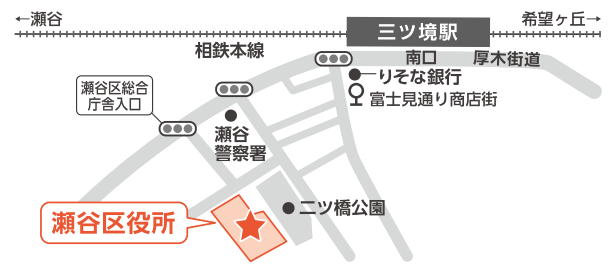 ←瀬谷
希望ヶ丘→
三ツ境駅
相鉄本線
南口
厚木街道
りそな銀行
瀬谷区総合
庁舎入口
富士見通り商店街
瀬谷
警察署
二ツ橋公園
瀬谷区役所